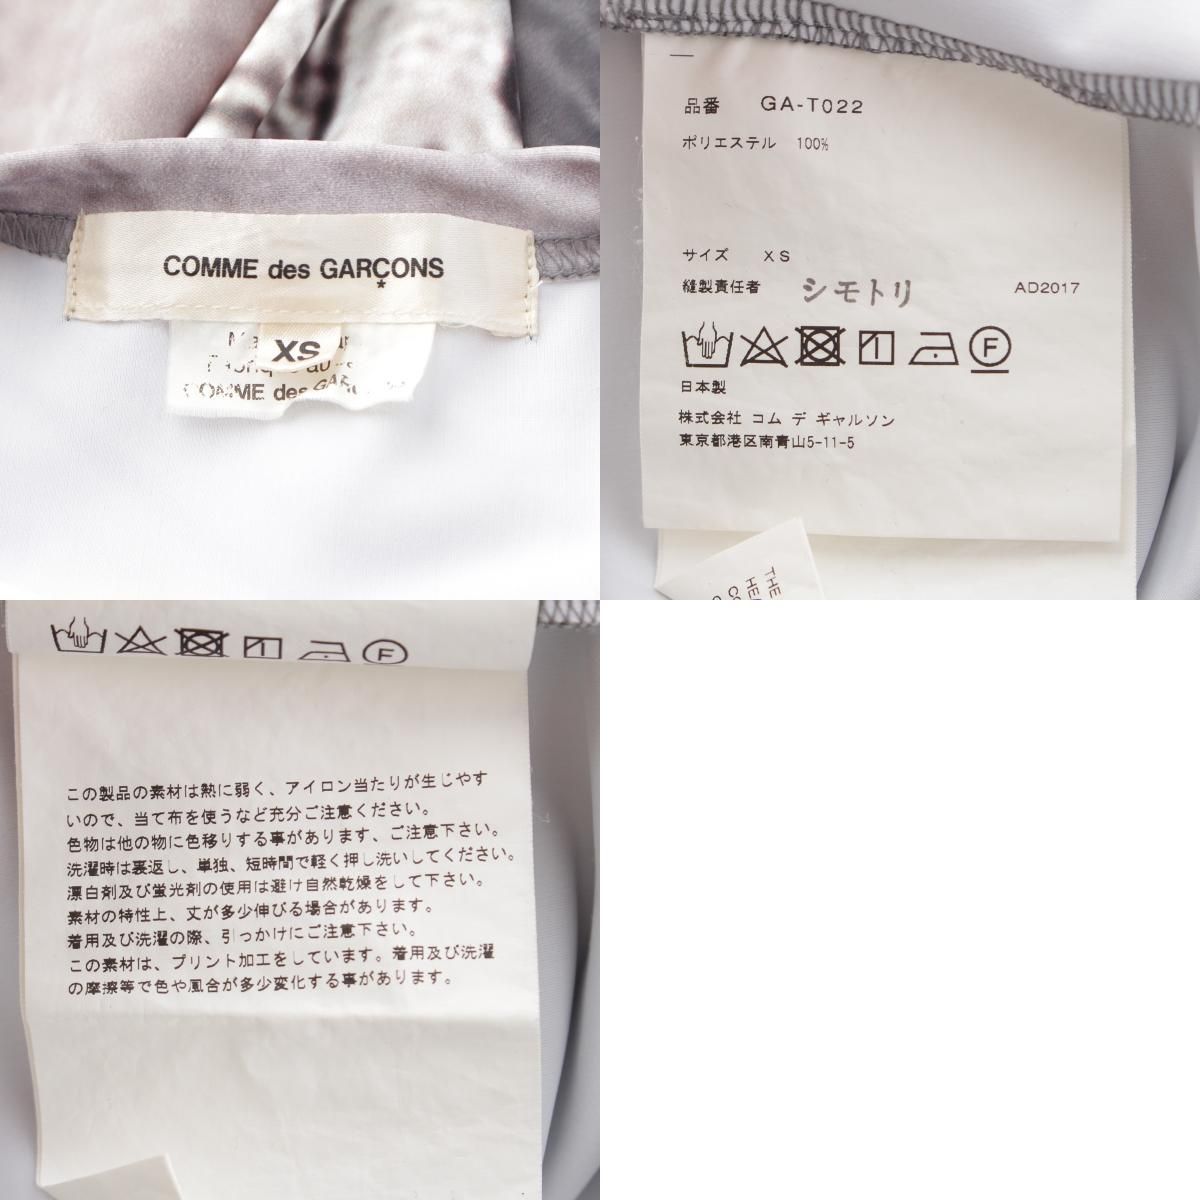 COMME des GARÇONS
XS
COMME des GAR
品番 GA-T022
ポリエステル 100%
サイズ XS
縫製責任者 シモトリ AD2017
1 F
日本製
株式会社 コム デ ギャルソン
東京都港区南青山5-11-5
THE
1 F
この製品の素材は熱に弱く、アイロン当たりが生じやす
いので、当て布を使うなど充分ご注意ください。
色物は他の物に色移りする事があります、ご注意下さい。
洗濯時は裏返し、単独、短時間で軽く押し洗いしてください。
漂白剤及び蛍光剤の使用は避け自然乾燥をして下さい。
素材の特性上、丈が多少伸びる場合があります。
着用及び洗濯の際、引っかけにご注意下さい。
この素材は、プリント加工をしています。着用及び洗濯
の摩擦等で色や風合が多少変化する事があります。